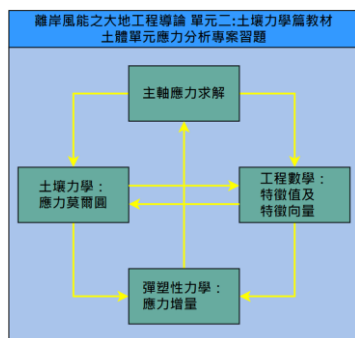 離岸風能之大地工程導論 單元二:土壤力學篇教材
土體單元應力分析專案習題
主軸應力求解
土壤力學：
應力莫爾圓
工程數學：
特徵值及
特徵向量
彈塑性力學：
應力增量